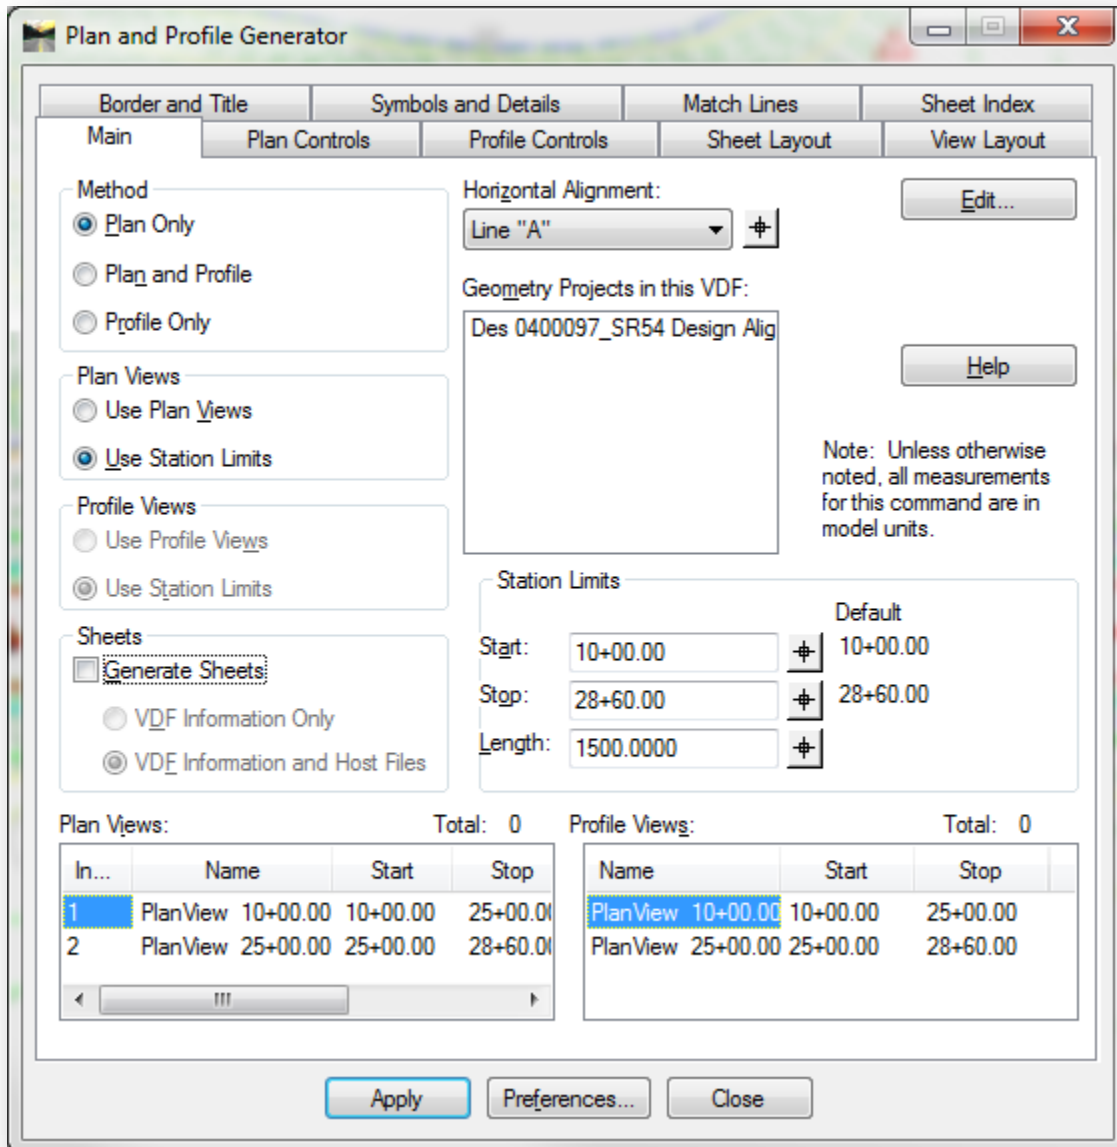 Plan and Profile Generator
Border and Title
Symbols and Details
Match Lines
Sheet Index
Main
Plan Controls
Profile Controls
Sheet Layout
View Layout
Method
Plan Only
Plan and Profile
Profile Only
Plan Views
Use Plan Views
Use Station Limits
Profile Views
Use Profile Views
Use Station Limits
Sheets
Generate Sheets
VDF Information Only
VDF Information and Host Files
Horizontal Alignment:
Line "A"
Geometry Projects in this VDF:
Des 0400097_SR54 Design Alig
Edit...
Help
Note: Unless otherwise
noted, all measurements
for this command are in
model units.
Station Limits
Default
Start: 10+00.00 10+00.00
Stop: 28+60.00 28+60.00
Length: 1500.0000
Plan Views: Total: 0
In... Name Start Stop
1 PlanView 10+00.00 10+00.00 25+00.00
2 PlanView 25+00.00 25+00.00 28+60.00
Profile Views: Total: 0
Name Start Stop
PlanView 10+00.00 10+00.00 25+00.00
PlanView 25+00.00 25+00.00 28+60.00
Apply
Preferences...
Close